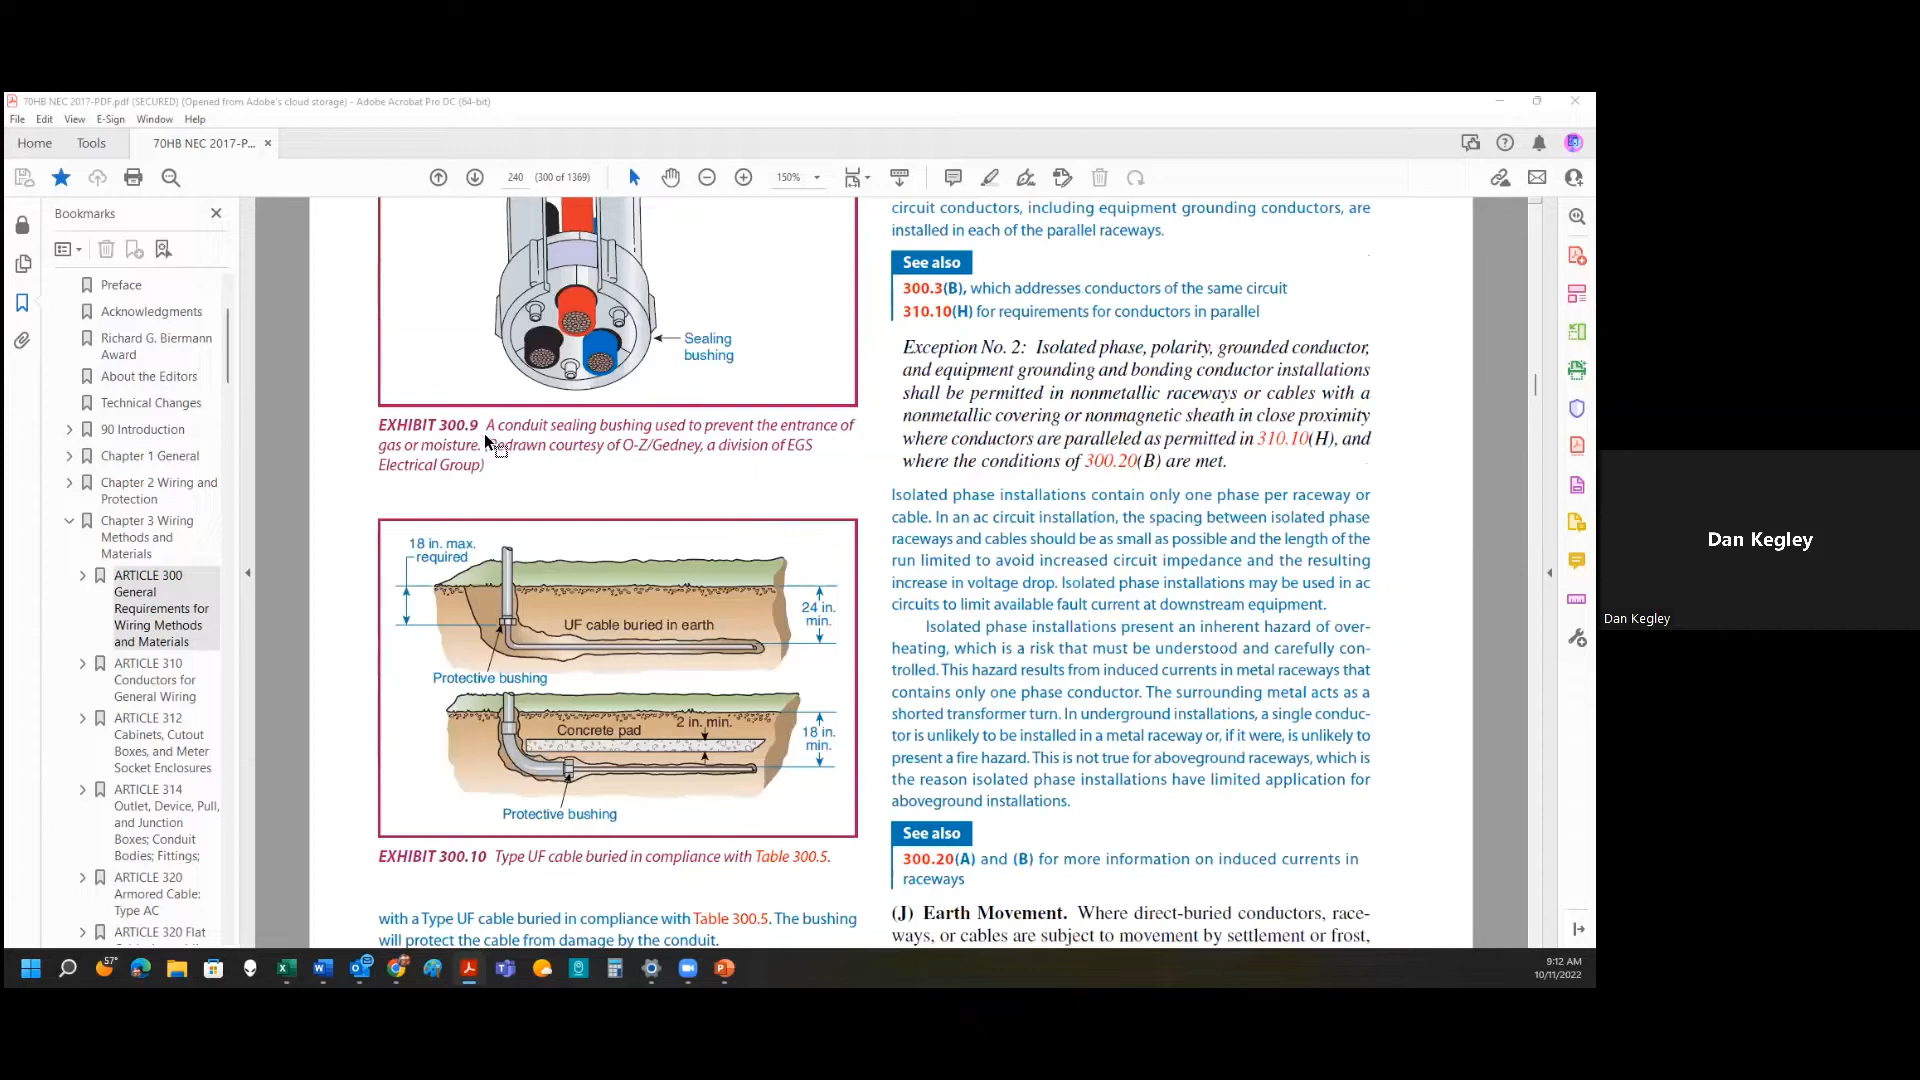 70HB NEC 2017-PDF.pdf (SECURED) (Opened from Adobe's cloud storage) - Adobe Acrobat Pro DC (64-bit)
File Edit View E-Sign Window Help
Home Tools 70HB NEC 2017-P... ×
240 (300 of 1369) 150%
Bookmarks
Preface
Acknowledgments
Richard G. Biermann
Award
About the Editors
Technical Changes
90 Introduction
Chapter 1 General
Chapter 2 Wiring and
Protection
Chapter 3 Wiring
Methods and
Materials
ARTICLE 300
General
Requirements for
Wiring Methods
and Materials
ARTICLE 310
Conductors for
General Wiring
ARTICLE 312
Cabinets, Cutout
Boxes, and Meter
Socket Enclosures
ARTICLE 314
Outlet, Device, Pull,
and Junction
Boxes; Conduit
Bodies; Fittings;
ARTICLE 320
Armored Cable:
Type AC
ARTICLE 320 Flat
Sealing
bushing
EXHIBIT 300.9 A conduit sealing bushing used to prevent the entrance of
gas or moisture. (Redrawn courtesy of O-Z/Gedney, a division of EGS
Electrical Group)
18 in. max.
required
24 in.
min.
UF cable buried in earth
Protective bushing
2 in. min.
Concrete pad
18 in.
min.
Protective bushing
EXHIBIT 300.10 Type UF cable buried in compliance with Table 300.5.
with a Type UF cable buried in compliance with Table 300.5. The bushing
will protect the cable from damage by the conduit.
circuit conductors, including equipment grounding conductors, are
installed in each of the parallel raceways.
See also
300.3(B), which addresses conductors of the same circuit
310.10(H) for requirements for conductors in parallel
Exception No. 2: Isolated phase, polarity, grounded conductor,
and equipment grounding and bonding conductor installations
shall be permitted in nonmetallic raceways or cables with a
nonmetallic covering or nonmagnetic sheath in close proximity
where conductors are paralleled as permitted in 310.10(H), and
where the conditions of 300.20(B) are met.
Isolated phase installations contain only one phase per raceway or
cable. In an ac circuit installation, the spacing between isolated phase
raceways and cables should be as small as possible and the length of the
run limited to avoid increased circuit impedance and the resulting
increase in voltage drop. Isolated phase installations may be used in ac
circuits to limit available fault current at downstream equipment.
Isolated phase installations present an inherent hazard of over-
heating, which is a risk that must be understood and carefully con-
trolled. This hazard results from induced currents in metal raceways that
contains only one phase conductor. The surrounding metal acts as a
shorted transformer turn. In underground installations, a single conduc-
tor is unlikely to be installed in a metal raceway or, if it were, is unlikely to
present a fire hazard. This is not true for aboveground raceways, which is
the reason isolated phase installations have limited application for
aboveground installations.
See also
300.20(A) and (B) for more information on induced currents in
raceways
(J) Earth Movement. Where direct-buried conductors, race-
ways, or cables are subject to movement by settlement or frost,
Dan Kegley
Dan Kegley
57°
9:12 AM
10/11/2022